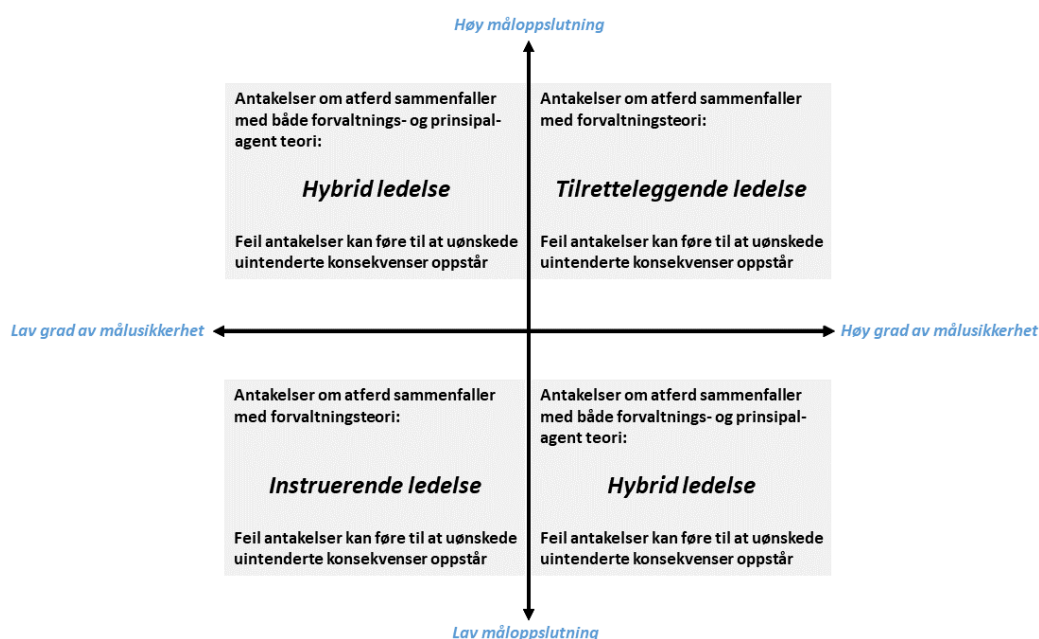 Høy måloppslutning
Antakelser om atferd sammenfaller
med både forvaltnings- og prinsipal-
agent teori:
Hybrid ledelse
Feil antakelser kan føre til at uønskede
uintenderte konsekvenser oppstår
Antakelser om atferd sammenfaller
med forvaltningsteori:
Tilretteleggende ledelse
Feil antakelser kan føre til at uønskede
uintenderte konsekvenser oppstår
Lav grad av målusikkerhet
Høy grad av målusikkerhet
Antakelser om atferd sammenfaller
med forvaltningsteori:
Instruerende ledelse
Feil antakelser kan føre til at uønskede
uintenderte konsekvenser oppstår
Antakelser om atferd sammenfaller
med både forvaltnings- og prinsipal-
agent teori:
Hybrid ledelse
Feil antakelser kan føre til at uønskede
uintenderte konsekvenser oppstår
Lav måloppslutning